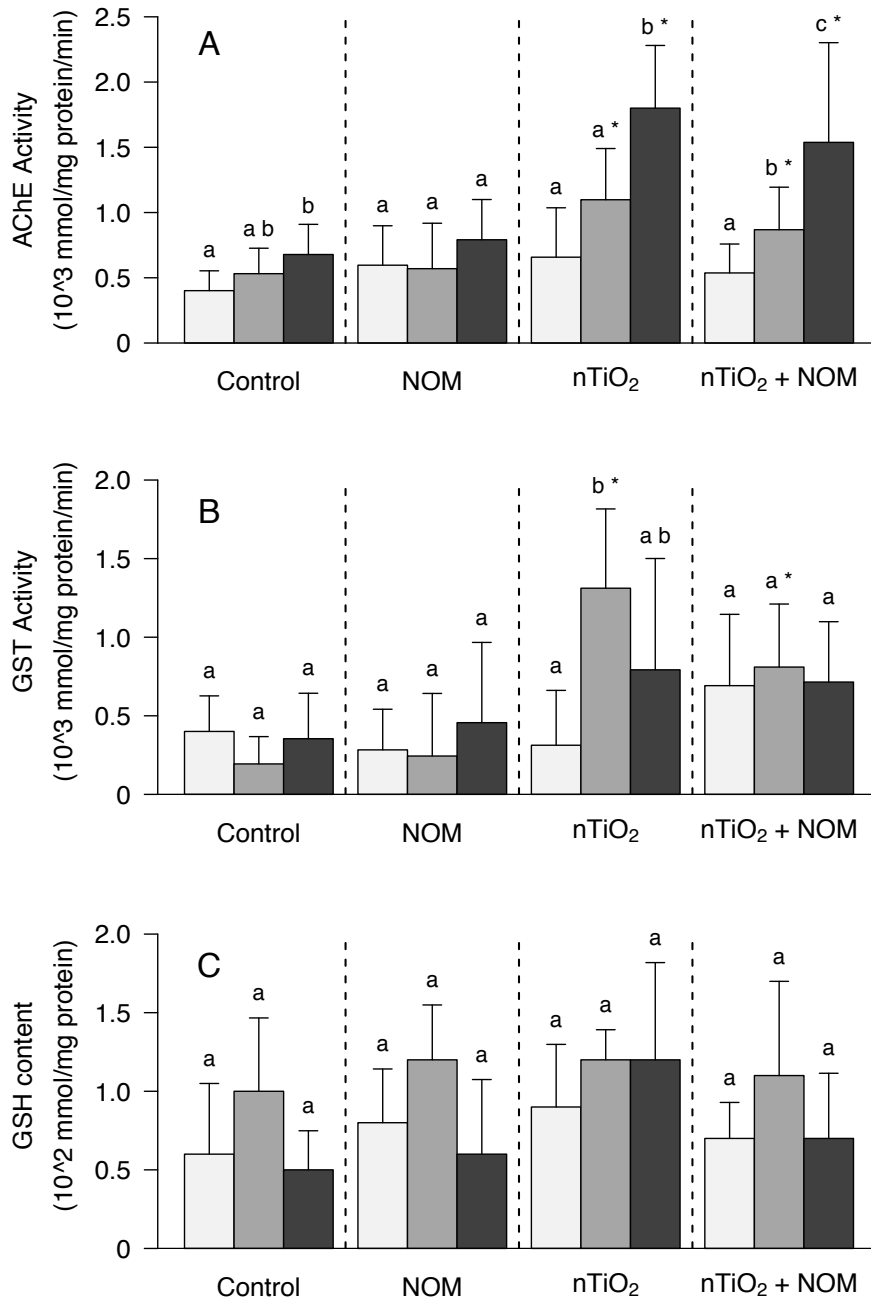 A
AChE Activity
(10^3 mmol/mg protein/min)
2.5
2.0
1.5
1.0
0.5
0
a
a b
b
a
a
a
a
a *
b *
a
b *
c *
Control
NOM
nTiO₂
nTiO₂ + NOM
B
GST Activity
(10^3 mmol/mg protein/min)
2.0
1.5
1.0
0.5
0
a
a
a
a
a
a
a
b *
a b
a
a *
a
Control
NOM
nTiO₂
nTiO₂ + NOM
C
GSH content
(10^2 mmol/mg protein)
2.0
1.5
1.0
0.5
0
a
a
a
a
a
a
a
a
a
a
a
a
Control
NOM
nTiO₂
nTiO₂ + NOM